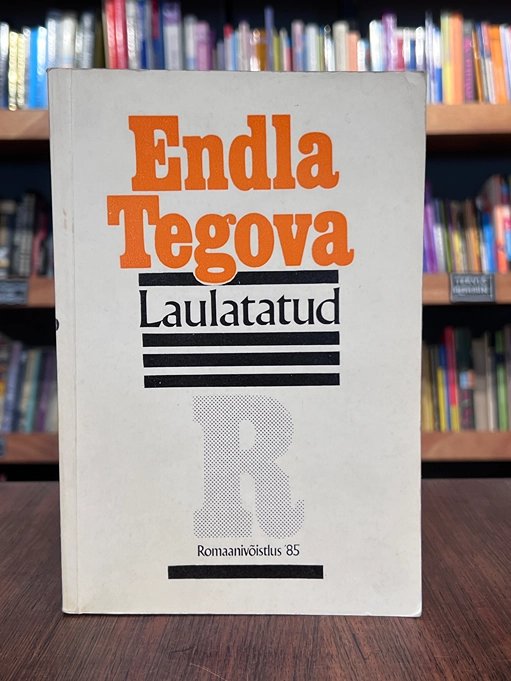 Endla
Tegova
Laulatatud
R
Romaanivõistlus '85